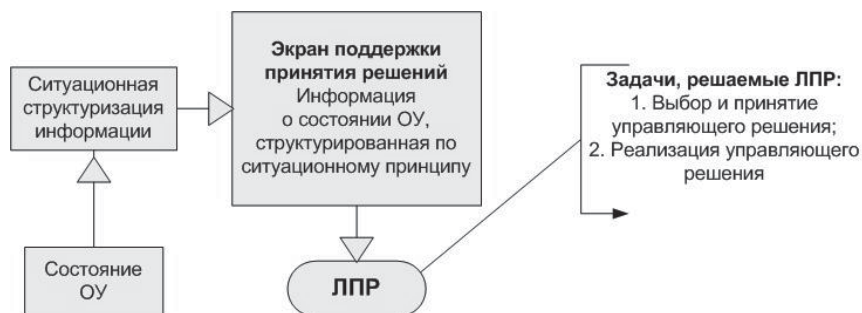 Ситуационная
структуризация
информации
Состояние
ОУ
Экран поддержки
принятия решений
Информация
о состоянии ОУ,
структурированная по
ситуационному принципу
ЛПР
Задачи, решаемые ЛПР:
1. Выбор и принятие
управляющего решения;
2. Реализация управляющего
решения